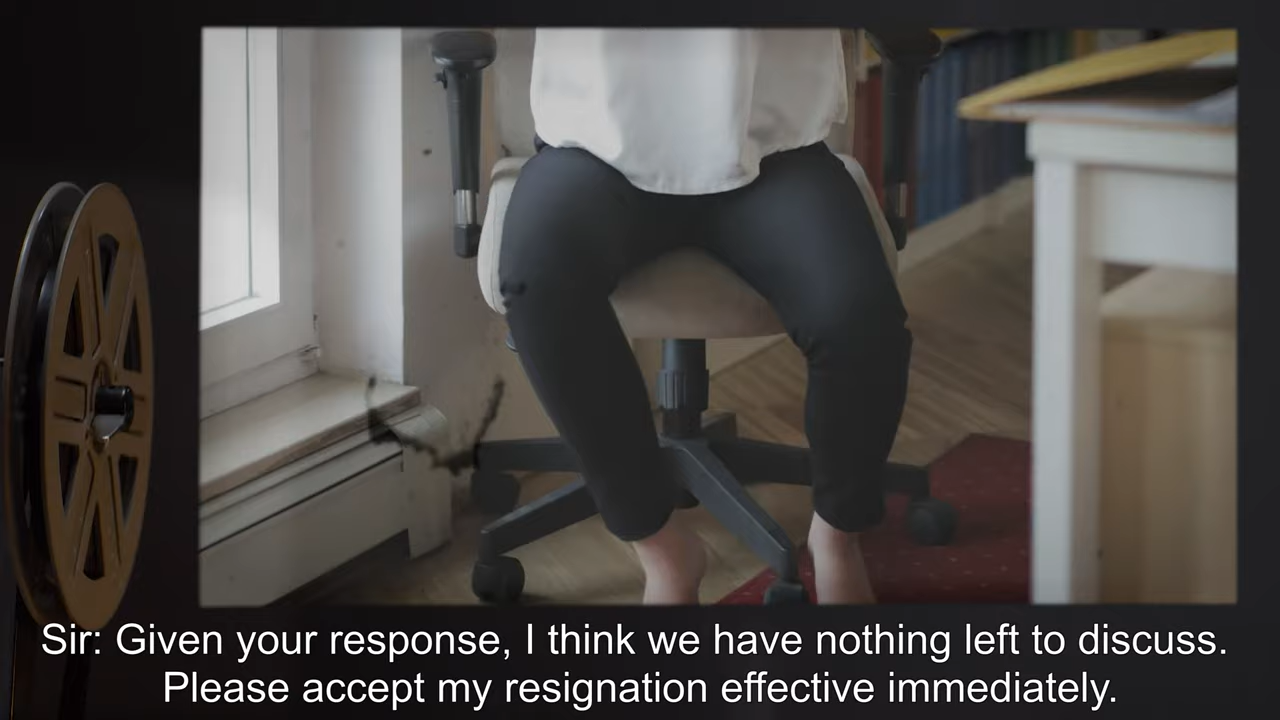 Sir: Given your response, I think we have nothing left to discuss.
Please accept my resignation effective immediately.